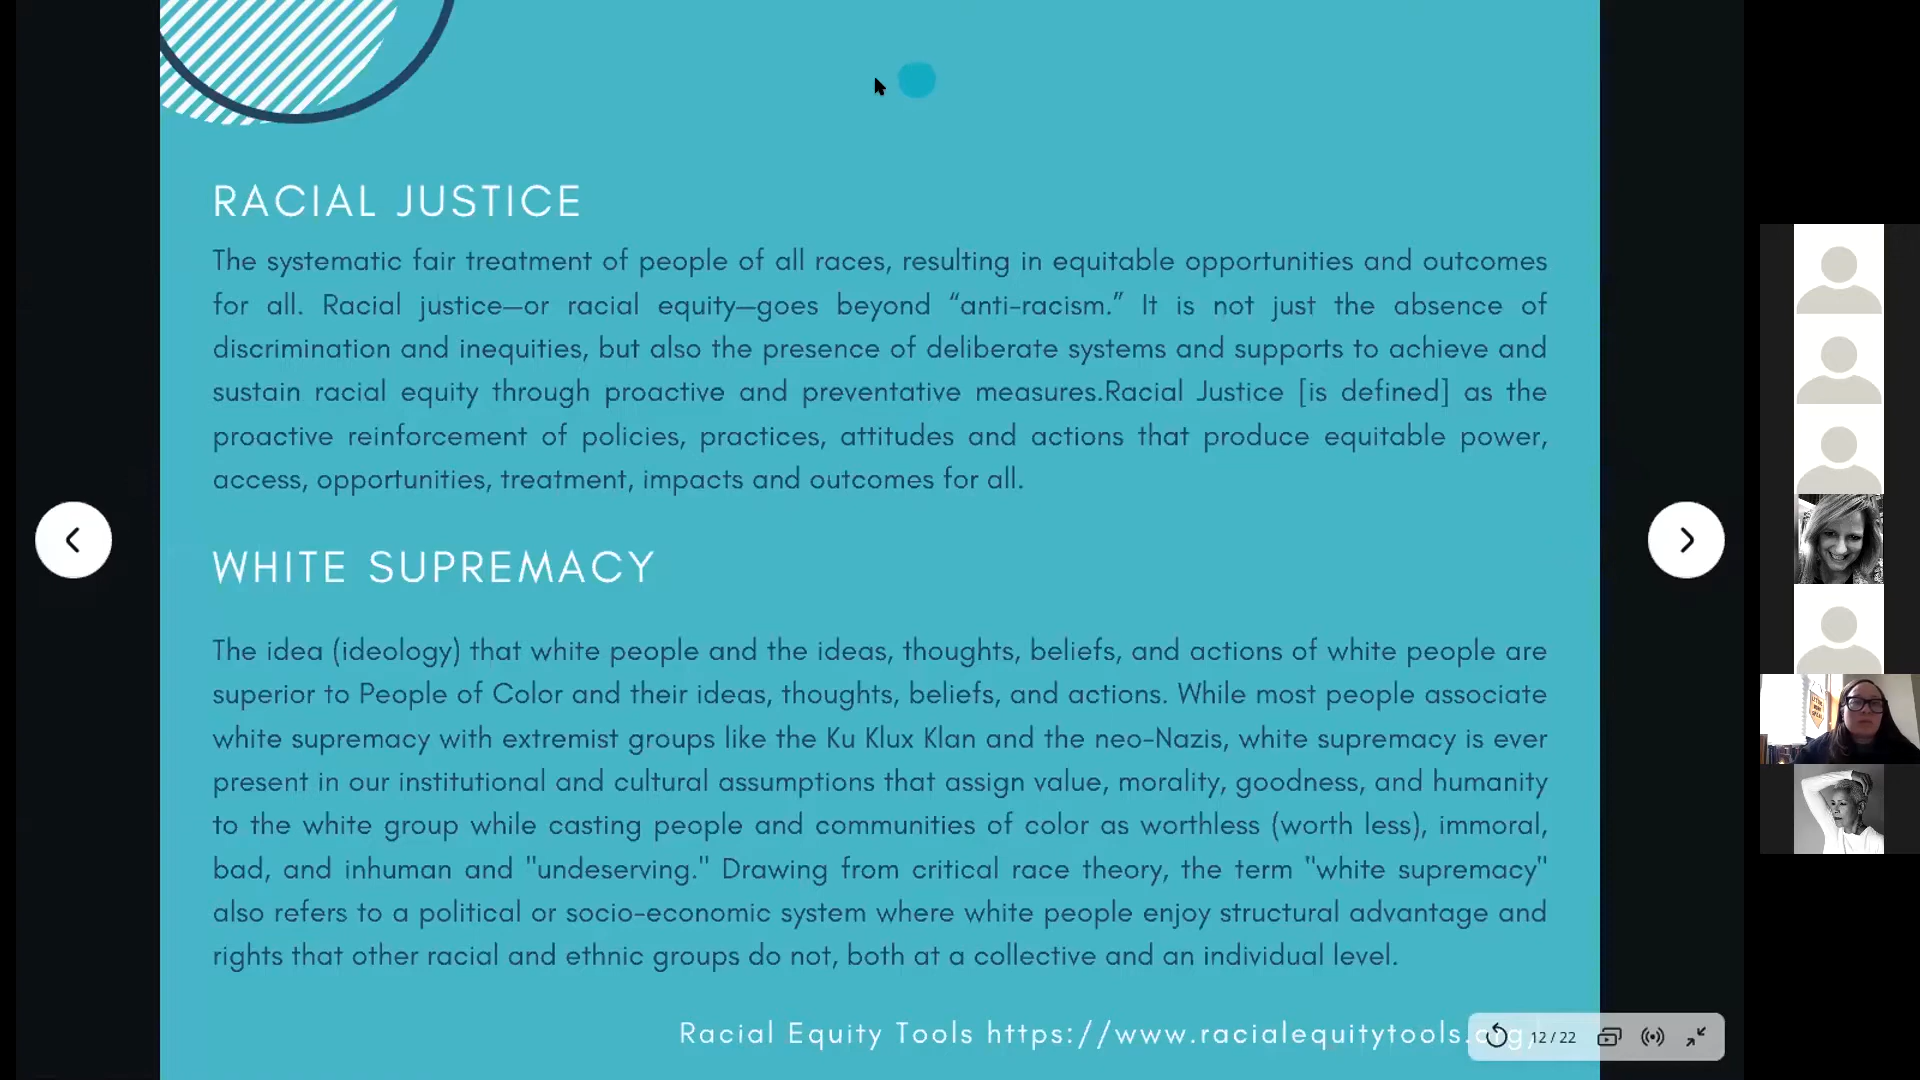 RACIAL JUSTICE
The systematic fair treatment of people of all races, resulting in equitable opportunities and outcomes
for all. Racial justice—or racial equity—goes beyond “anti-racism.” It is not just the absence of
discrimination and inequities, but also the presence of deliberate systems and supports to achieve and
sustain racial equity through proactive and preventative measures.Racial Justice [is defined] as the
proactive reinforcement of policies, practices, attitudes and actions that produce equitable power,
access, opportunities, treatment, impacts and outcomes for all.
WHITE SUPREMACY
The idea (ideology) that white people and the ideas, thoughts, beliefs, and actions of white people are
superior to People of Color and their ideas, thoughts, beliefs, and actions. While most people associate
white supremacy with extremist groups like the Ku Klux Klan and the neo-Nazis, white supremacy is ever
present in our institutional and cultural assumptions that assign value, morality, goodness, and humanity
to the white group while casting people and communities of color as worthless (worth less), immoral,
bad, and inhuman and "undeserving." Drawing from critical race theory, the term "white supremacy"
also refers to a political or socio-economic system where white people enjoy structural advantage and
rights that other racial and ethnic groups do not, both at a collective and an individual level.
Racial Equity Tools https://www.racialequitytools.org/
12/22